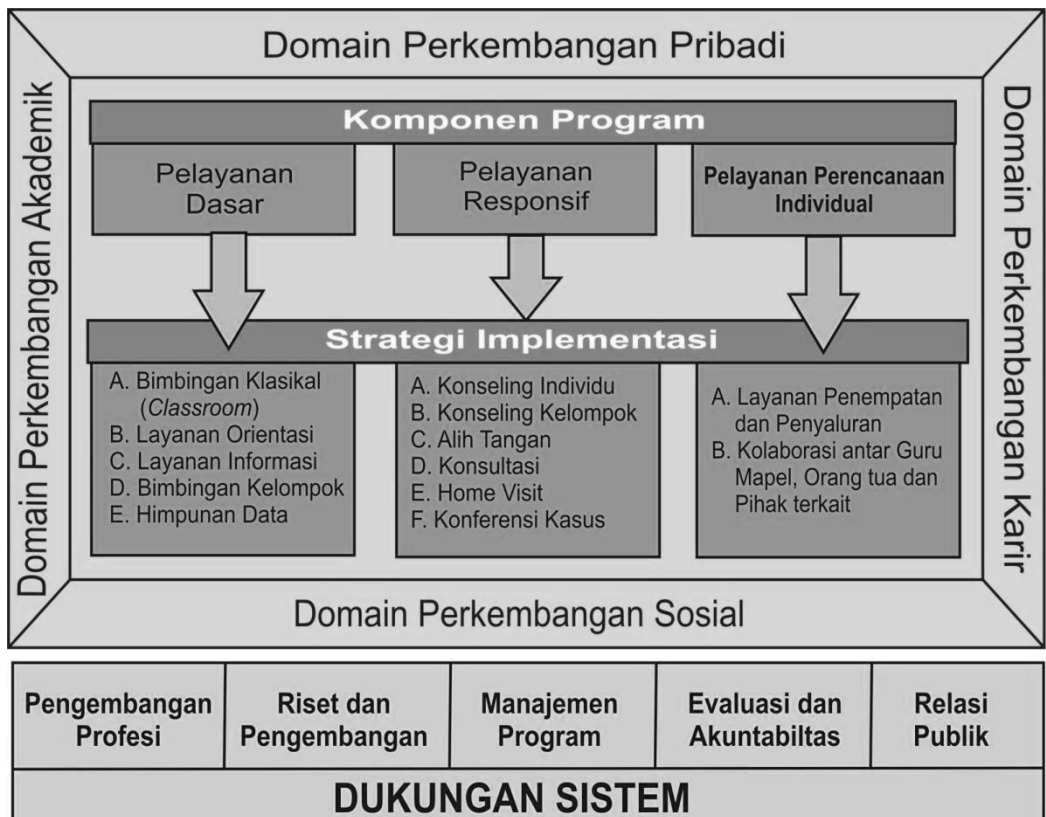 Domain Perkembangan Pribadi
Domain Perkembangan Akademik
Domain Perkembangan Karir
Komponen Program
Pelayanan
Dasar
Pelayanan
Responsif
Pelayanan Perencanaan
Individual
Strategi Implementasi
A. Bimbingan Klasikal
(Classroom)
B. Layanan Orientasi
C. Layanan Informasi
D. Bimbingan Kelompok
E. Himpunan Data
A. Konseling Individu
B. Konseling Kelompok
C. Alih Tangan
D. Konsultasi
E. Home Visit
F. Konferensi Kasus
A. Layanan Penempatan
dan Penyaluran
B. Kolaborasi antar Guru
Mapel, Orang tua dan
Pihak terkait
Domain Perkembangan Sosial
Pengembangan
Profesi
Riset dan
Pengembangan
Manajemen
Program
Evaluasi dan
Akuntabiltas
Relasi
Publik
DUKUNGAN SISTEM